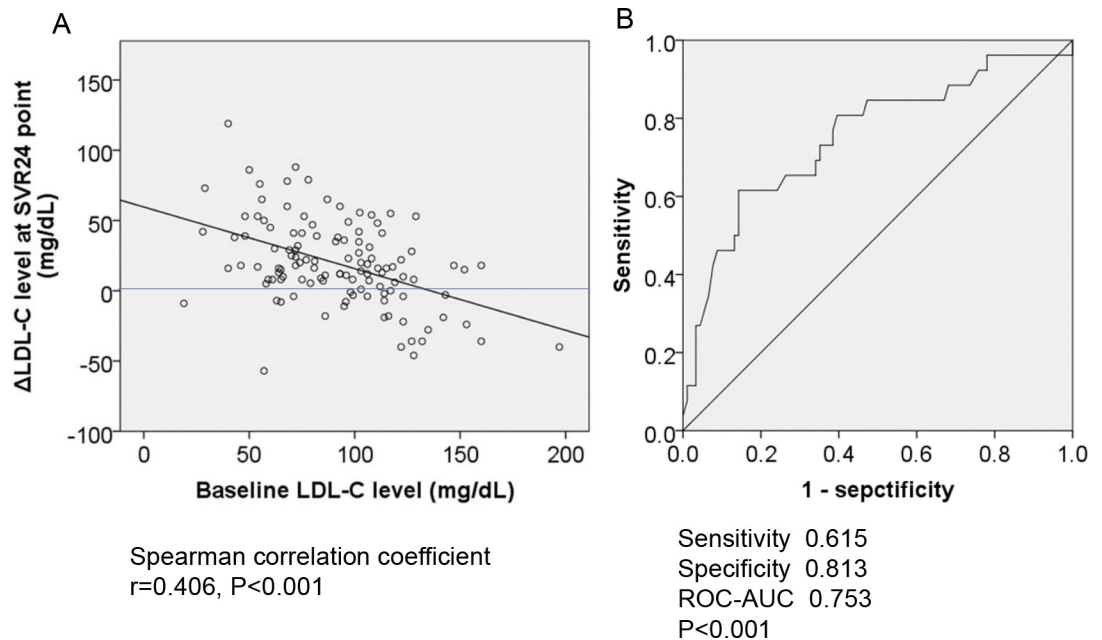 A
B
ΔLDL-C level at SVR24 point
(mg/dL)
150
100
50
0
-50
-100
0 50 100 150 200
Baseline LDL-C level (mg/dL)
Spearman correlation coefficient
r=0.406, P<0.001
Sensitivity
1.0
0.8
0.6
0.4
0.2
0.0
0.0 0.2 0.4 0.6 0.8 1.0
1 - sepctificity
Sensitivity 0.615
Specificity 0.813
ROC-AUC 0.753
P<0.001